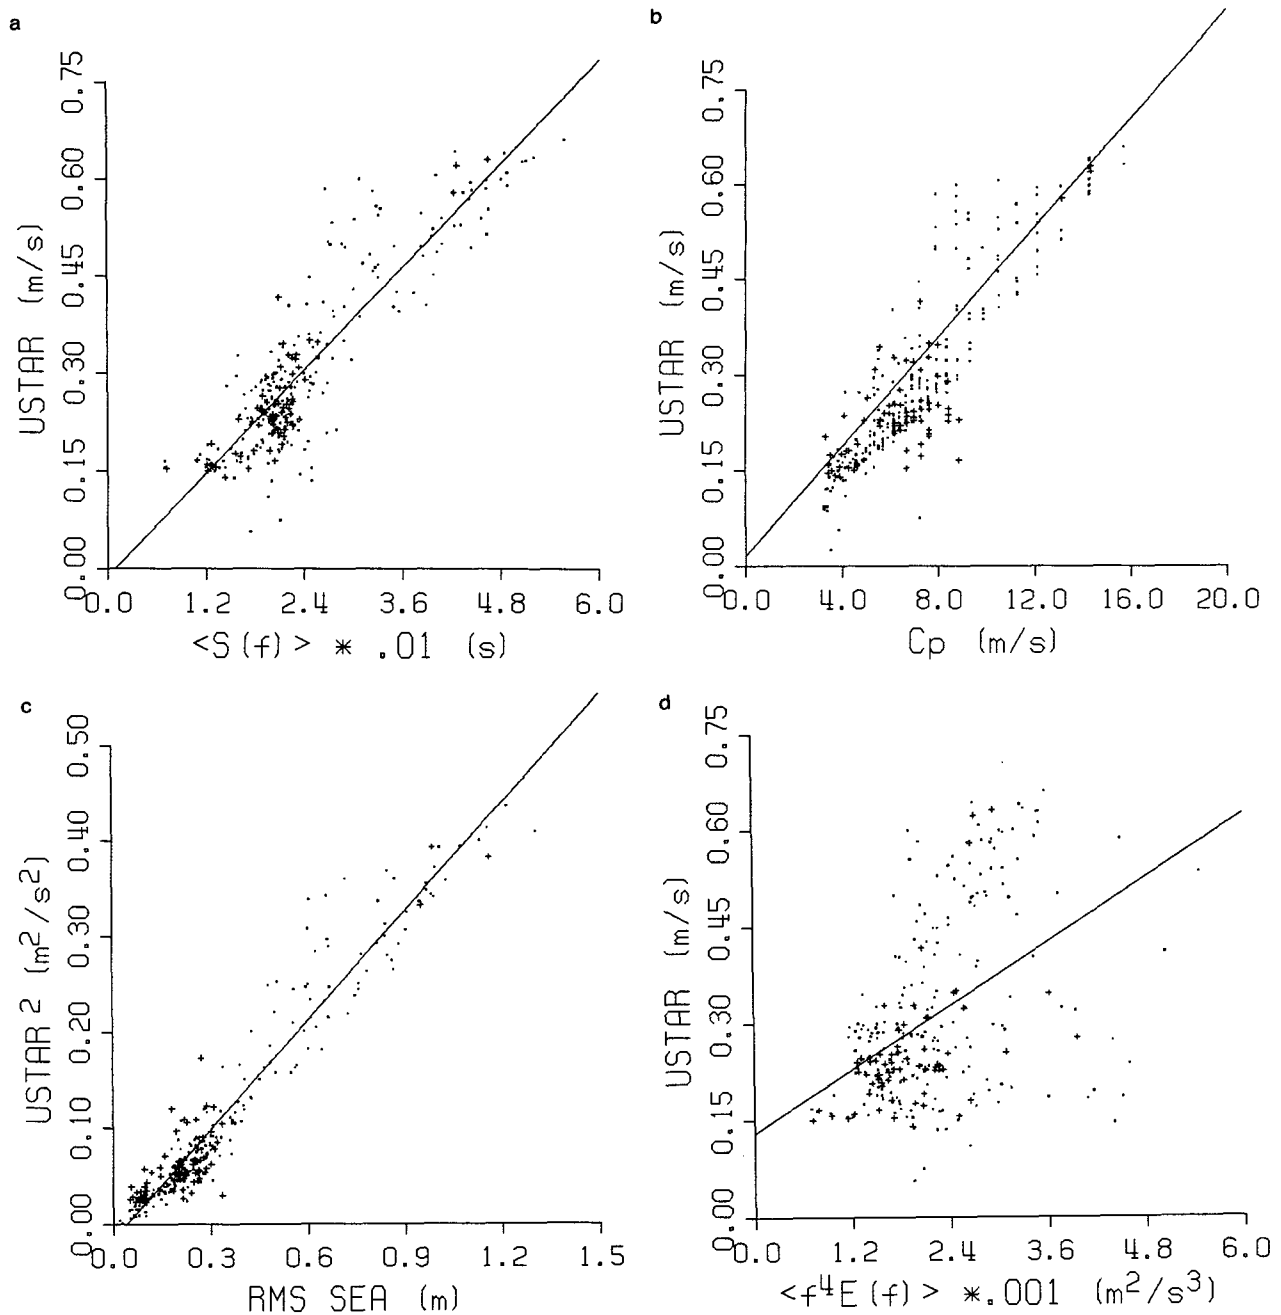 a
USTAR (m/s)
0.75
0.60
0.45
0.30
0.15
0.00
0.0 1.2 2.4 3.6 4.8 6.0
<S(f)> * .01 (s)
b
USTAR (m/s)
0.75
0.60
0.45
0.30
0.15
0.00
0.0 4.0 8.0 12.0 16.0 20.0
Cp (m/s)
c
USTAR² (m²/s²)
0.50
0.40
0.30
0.20
0.10
0.00
0.0 0.3 0.6 0.9 1.2 1.5
RMS SEA (m)
d
USTAR (m/s)
0.75
0.60
0.45
0.30
0.15
0.00
0.0 1.2 2.4 3.6 4.8 6.0
<f⁴E(f)> *.001 (m²/s³)